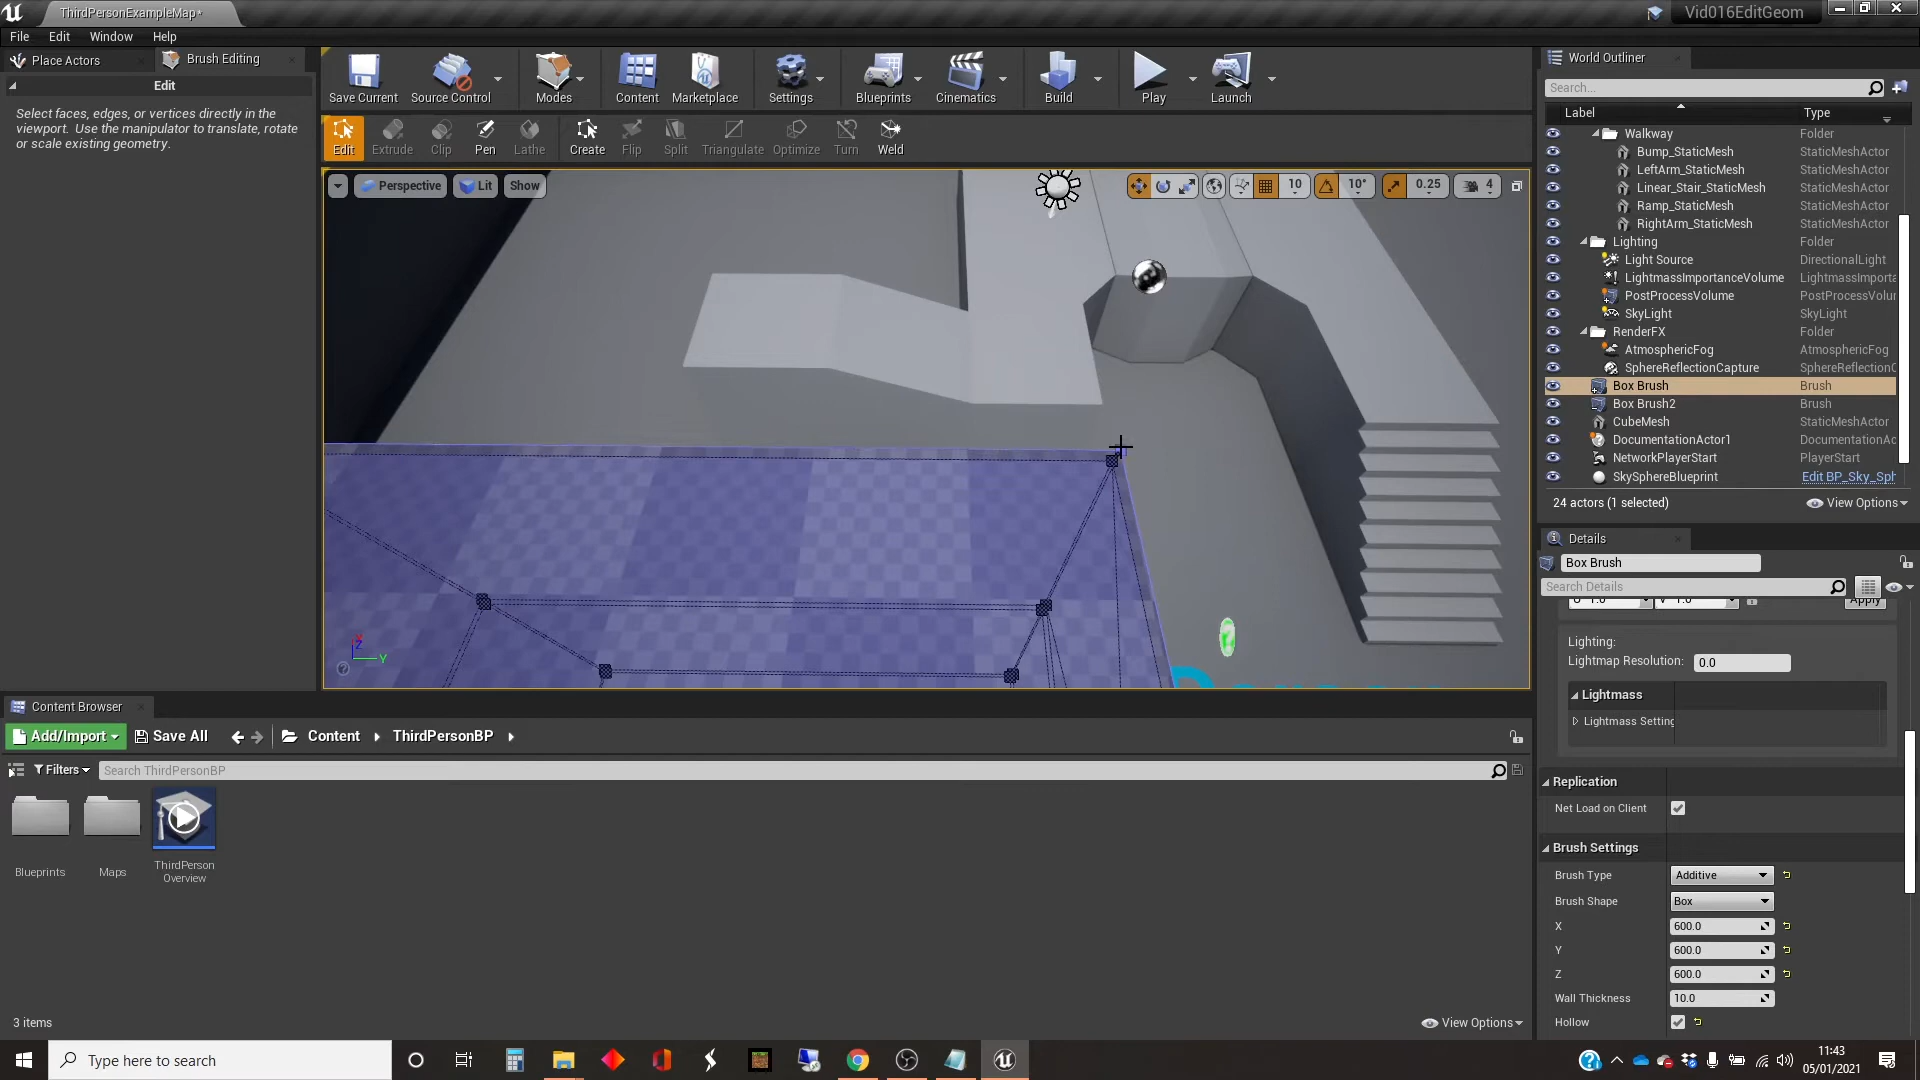 ThirdPersonExampleMap*
Vid016EditGeom
File Edit Window Help
Place Actors
Brush Editing
Edit
Select faces, edges, or vertices directly in the
viewport. Use the manipulator to translate, rotate
or scale existing geometry.
Save Current
Source Control
Modes
Content
Marketplace
Settings
Blueprints
Cinematics
Build
Play
Launch
Edit
Extrude
Clip
Pen
Lathe
Create
Flip
Split
Triangulate
Optimize
Turn
Weld
Perspective
Lit
Show
10
10°
0.25
4
X
Z
Y
World Outliner
Search...
Label Type
Walkway Folder
Bump_StaticMesh StaticMeshActor
LeftArm_StaticMesh StaticMeshActor
Linear_Stair_StaticMesh StaticMeshActor
Ramp_StaticMesh StaticMeshActor
RightArm_StaticMesh StaticMeshActor
Lighting Folder
Light Source DirectionalLight
LightmassImportanceVolume LightmassImporta
PostProcessVolume PostProcessVolu
SkyLight SkyLight
RenderFX Folder
AtmosphericFog AtmosphericFog
SphereReflectionCapture SphereReflectionC
Box Brush Brush
Box Brush2 Brush
CubeMesh StaticMeshActor
DocumentationActor1 DocumentationAc
NetworkPlayerStart PlayerStart
SkySphereBlueprint Edit BP_Sky_Sph
24 actors (1 selected)
View Options
Details
Box Brush
Search Details
U 1.0 V 1.0 Apply
Lighting:
Lightmap Resolution: 0.0
Lightmass
Lightmass Setting
Replication
Net Load on Client
Brush Settings
Brush Type Additive
Brush Shape Box
X 600.0
Y 600.0
Z 600.0
Wall Thickness 10.0
Hollow
Content Browser
Add/Import
Save All
Content
ThirdPersonBP
Filters
Search ThirdPersonBP
Blueprints
Maps
ThirdPerson
Overview
3 items
View Options
Type here to search
11:43
05/01/2021